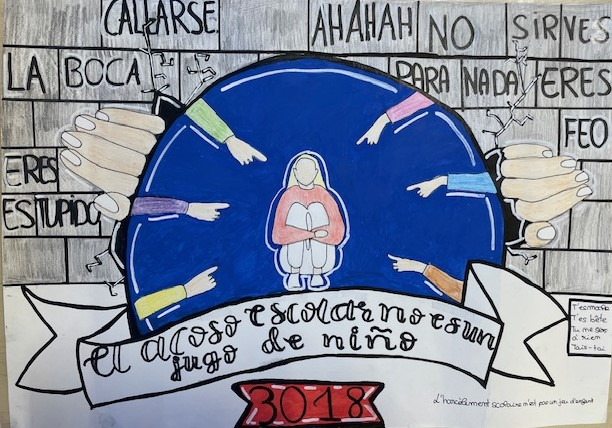 CALLARSE
LA BOCA
AHAHAH NO SIRVES
PARA NADA ERES
FEO
ERES
ESTUPIDO
el acoso escolar no es un
jugo de niño
3018
T'es moche
T'es bête
Tu me sers
à rien
Tais-toi
L'harcèlement scolaire n'est pas un jeu d'enfant